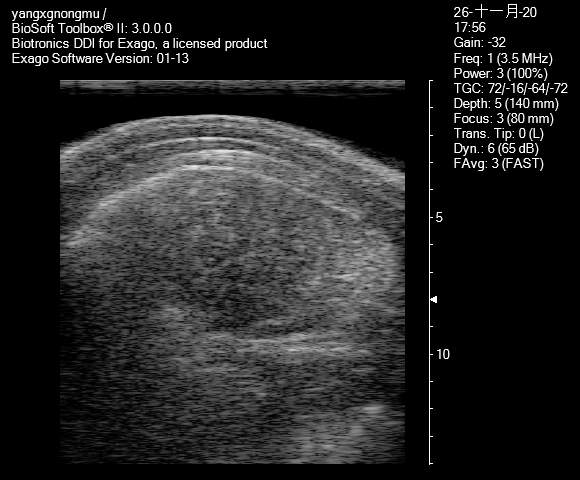 yangxgnongmu /
BioSoft Toolbox® II: 3.0.0.0
Biotronics DDI for Exago, a licensed product
Exago Software Version: 01-13
26-十一月-20
17:56
Gain: -32
Freq: 1 (3.5 MHz)
Power: 3 (100%)
TGC: 72/-16/-64/-72
Depth: 5 (140 mm)
Focus: 3 (80 mm)
Trans. Tip: 0 (L)
Dyn.: 6 (65 dB)
FAvg: 3 (FAST)
5
10